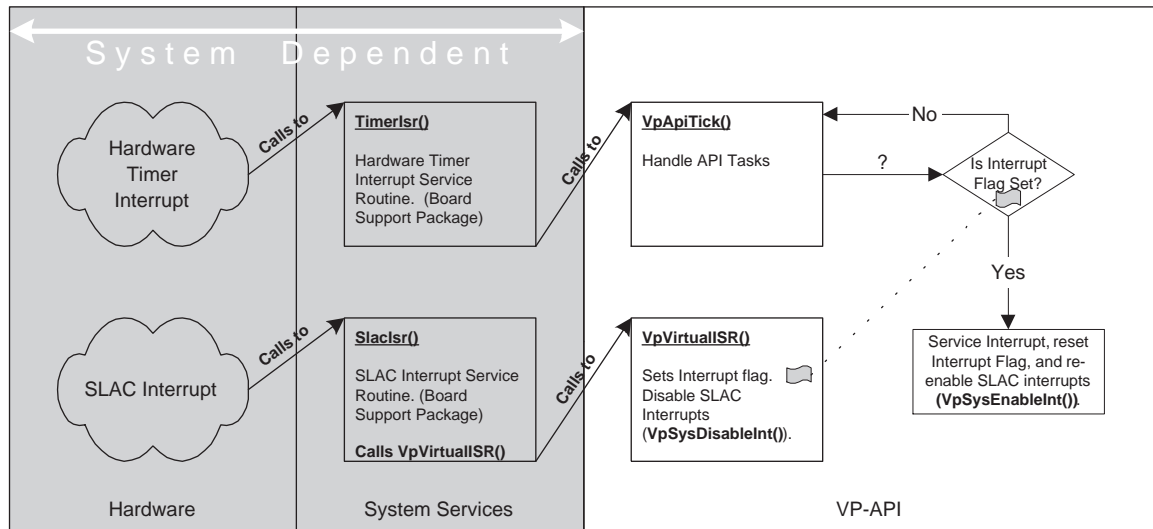 System Dependent
Hardware
Timer
Interrupt
Calls to
TimerIsr()
Hardware Timer
Interrupt Service
Routine. (Board
Support Package)
Calls to
VpApiTick()
Handle API Tasks
No
?
Is Interrupt
Flag Set?
Yes
SLAC Interrupt
Calls to
SlacIsr()
SLAC Interrupt Service
Routine. (Board
Support Package)
Calls VpVirtualISR()
Calls to
VpVirtualISR()
Sets Interrupt flag.
Disable SLAC
Interrupts
(VpSysDisableInt()).
Service Interrupt, reset
Interrupt Flag, and re-
enable SLAC interrupts
(VpSysEnableInt()).
Hardware
System Services
VP-API